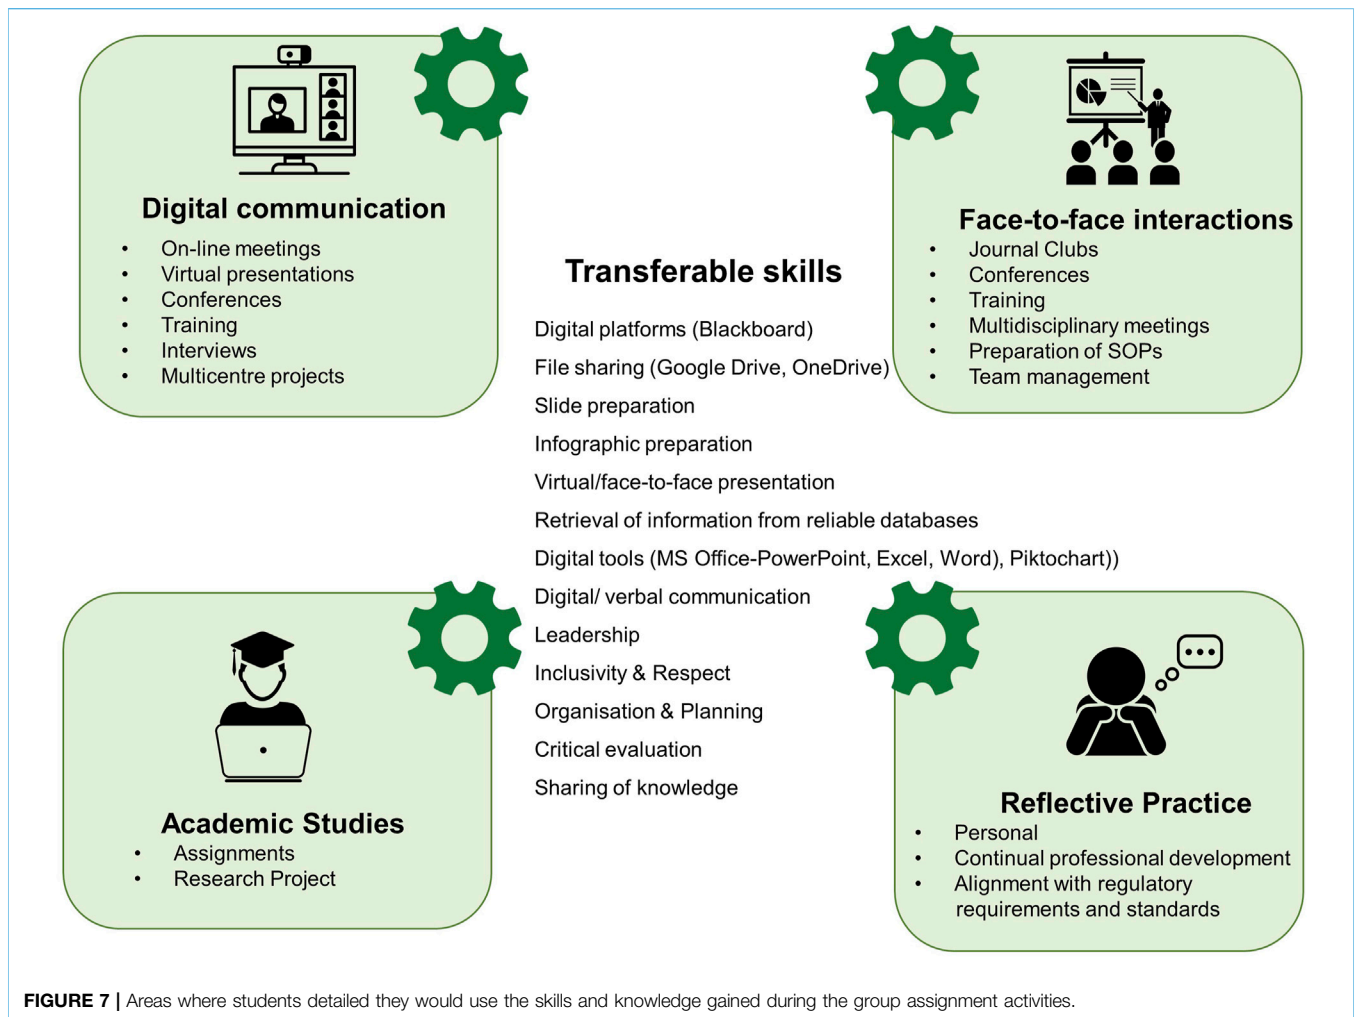 Digital communication
• On-line meetings
• Virtual presentations
• Conferences
• Training
• Interviews
• Multicentre projects
Face-to-face interactions
• Journal Clubs
• Conferences
• Training
• Multidisciplinary meetings
• Preparation of SOPs
• Team management
Transferable skills
Digital platforms (Blackboard)
File sharing (Google Drive, OneDrive)
Slide preparation
Infographic preparation
Virtual/face-to-face presentation
Retrieval of information from reliable databases
Digital tools (MS Office-PowerPoint, Excel, Word), Piktochart))
Digital/ verbal communication
Leadership
Inclusivity & Respect
Organisation & Planning
Critical evaluation
Sharing of knowledge
Academic Studies
• Assignments
• Research Project
Reflective Practice
• Personal
• Continual professional development
• Alignment with regulatory
requirements and standards
FIGURE 7 | Areas where students detailed they would use the skills and knowledge gained during the group assignment activities.